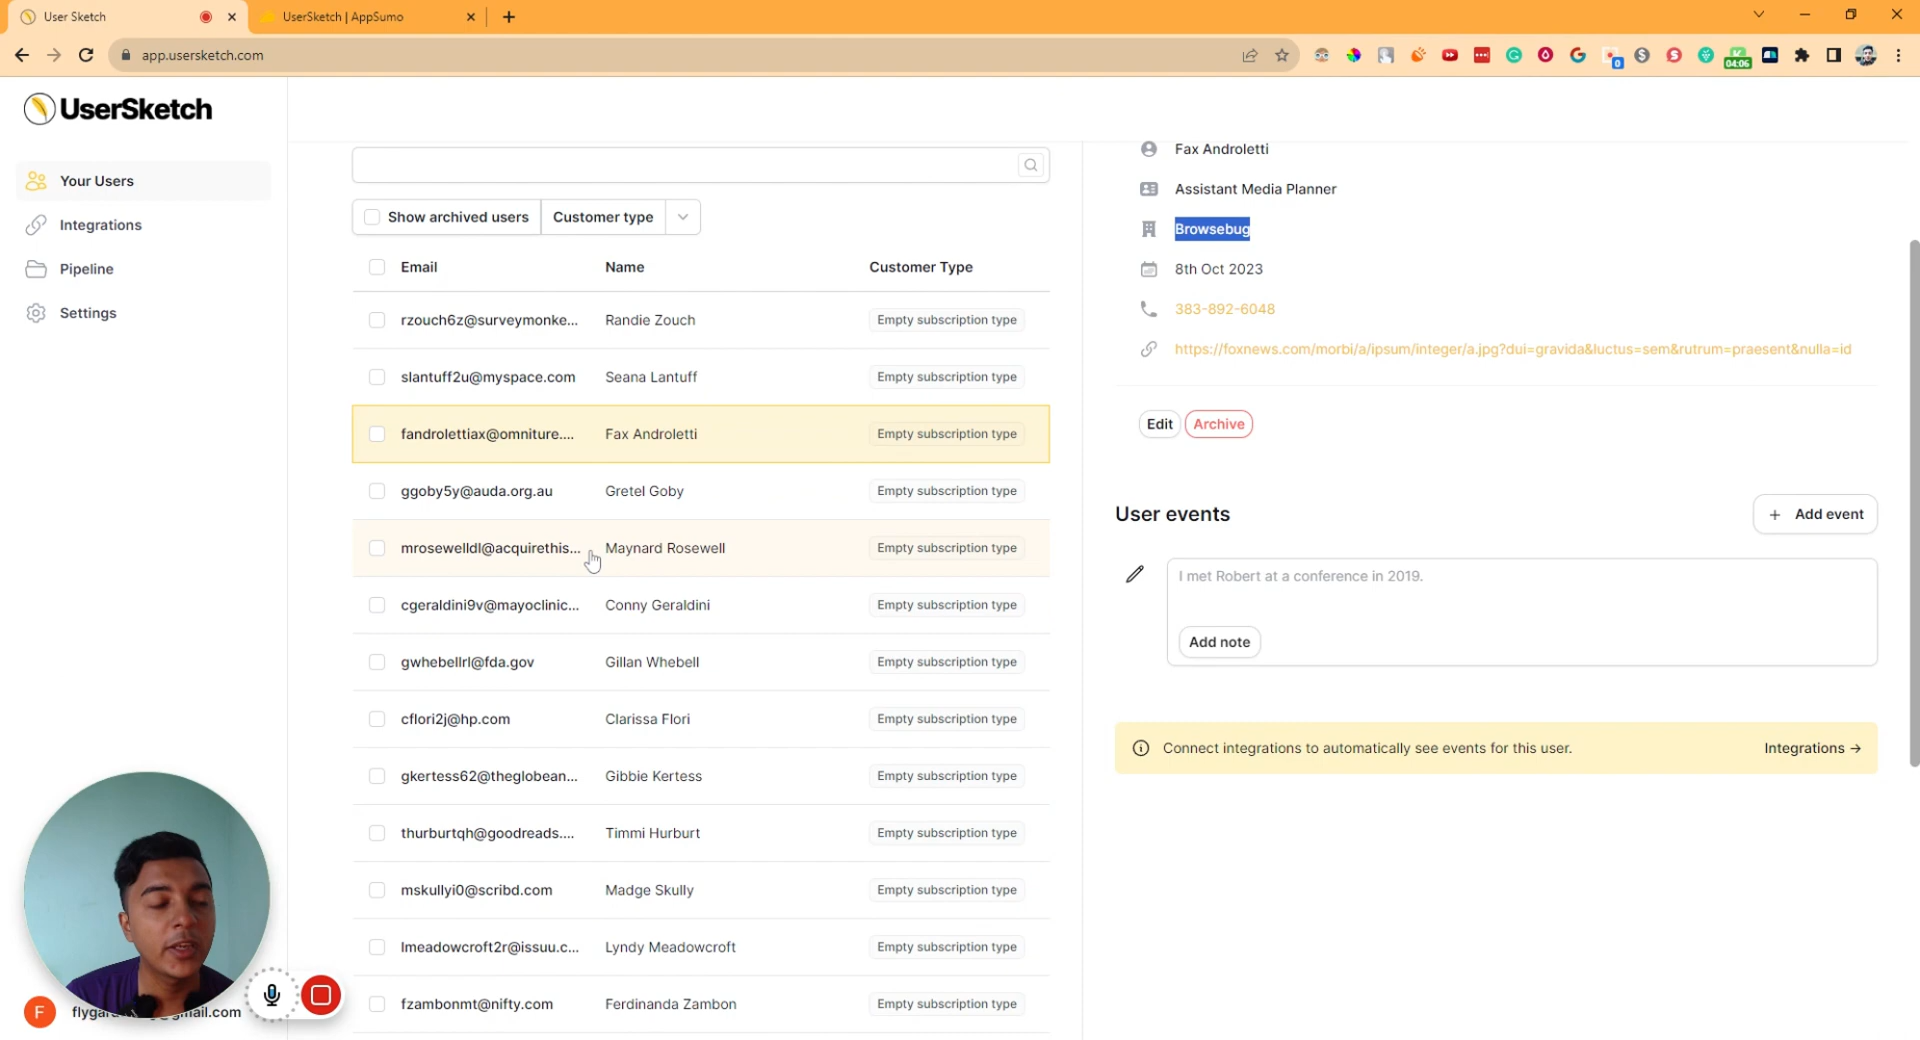 User Sketch
UserSketch | AppSumo
app.usersketch.com
0
04:06
UserSketch
Your Users
Integrations
Pipeline
Settings
Show archived users
Customer type
Email Name Customer Type
rzouch6z@surveymonke... Randie Zouch Empty subscription type
slantuff2u@myspace.com Seana Lantuff Empty subscription type
fandrolettiax@omniture.... Fax Androletti Empty subscription type
ggoby5y@auda.org.au Gretel Goby Empty subscription type
mrosewelldl@acquirethis... Maynard Rosewell Empty subscription type
cgeraldini9v@mayoclinic... Conny Geraldini Empty subscription type
gwhebellrl@fda.gov Gillan Whebell Empty subscription type
cflori2j@hp.com Clarissa Flori Empty subscription type
gkertess62@theglobean... Gibbie Kertess Empty subscription type
thurburtqh@goodreads.... Timmi Hurburt Empty subscription type
mskullyi0@scribd.com Madge Skully Empty subscription type
lmeadowcroft2r@issuu.c... Lyndy Meadowcroft Empty subscription type
fzambonmt@nifty.com Ferdinanda Zambon Empty subscription type
Fax Androletti
Assistant Media Planner
Browsebug
8th Oct 2023
383-892-6048
https://foxnews.com/morbi/a/ipsum/integer/a.jpg?dui=gravida&luctus=sem&rutrum=praesent&nulla=id
Edit Archive
User events
+ Add event
I met Robert at a conference in 2019.
Add note
Connect integrations to automatically see events for this user.
Integrations →
F